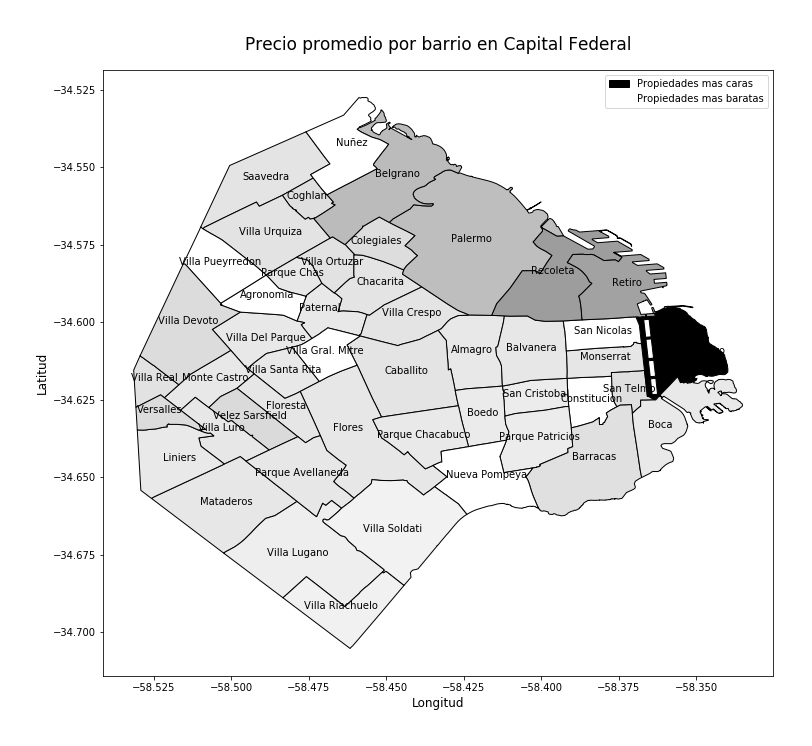 Precio promedio por barrio en Capital Federal
Propiedades mas caras
Propiedades mas baratas
Latitud
−34.525
−34.550
−34.575
−34.600
−34.625
−34.650
−34.675
−34.700
Nuñez
Belgrano
Saavedra
Coghlan
Villa Urquiza
Colegiales
Palermo
Villa Pueyrredon
Villa Ortuzar
Parque Chas
Recoleta
Chacarita
Retiro
Agronomia
Paternal
Villa Crespo
Villa Devoto
San Nicolas
Villa Del Parque
Villa Gral. Mitre
Almagro
Balvanera
Monserrat
Villa Santa Rita
Caballito
Villa Real
Monte Castro
San Telmo
San Cristobal
Constitucion
Versalles
Velez Sarsfield
Floresta
Boedo
Villa Luro
Flores
Boca
Parque Chacabuco
Parque Patricios
Liniers
Barracas
Parque Avellaneda
Nueva Pompeya
Mataderos
Villa Soldati
Villa Lugano
Villa Riachuelo
−58.525
−58.500
−58.475
−58.450
−58.425
−58.400
−58.375
−58.350
Longitud